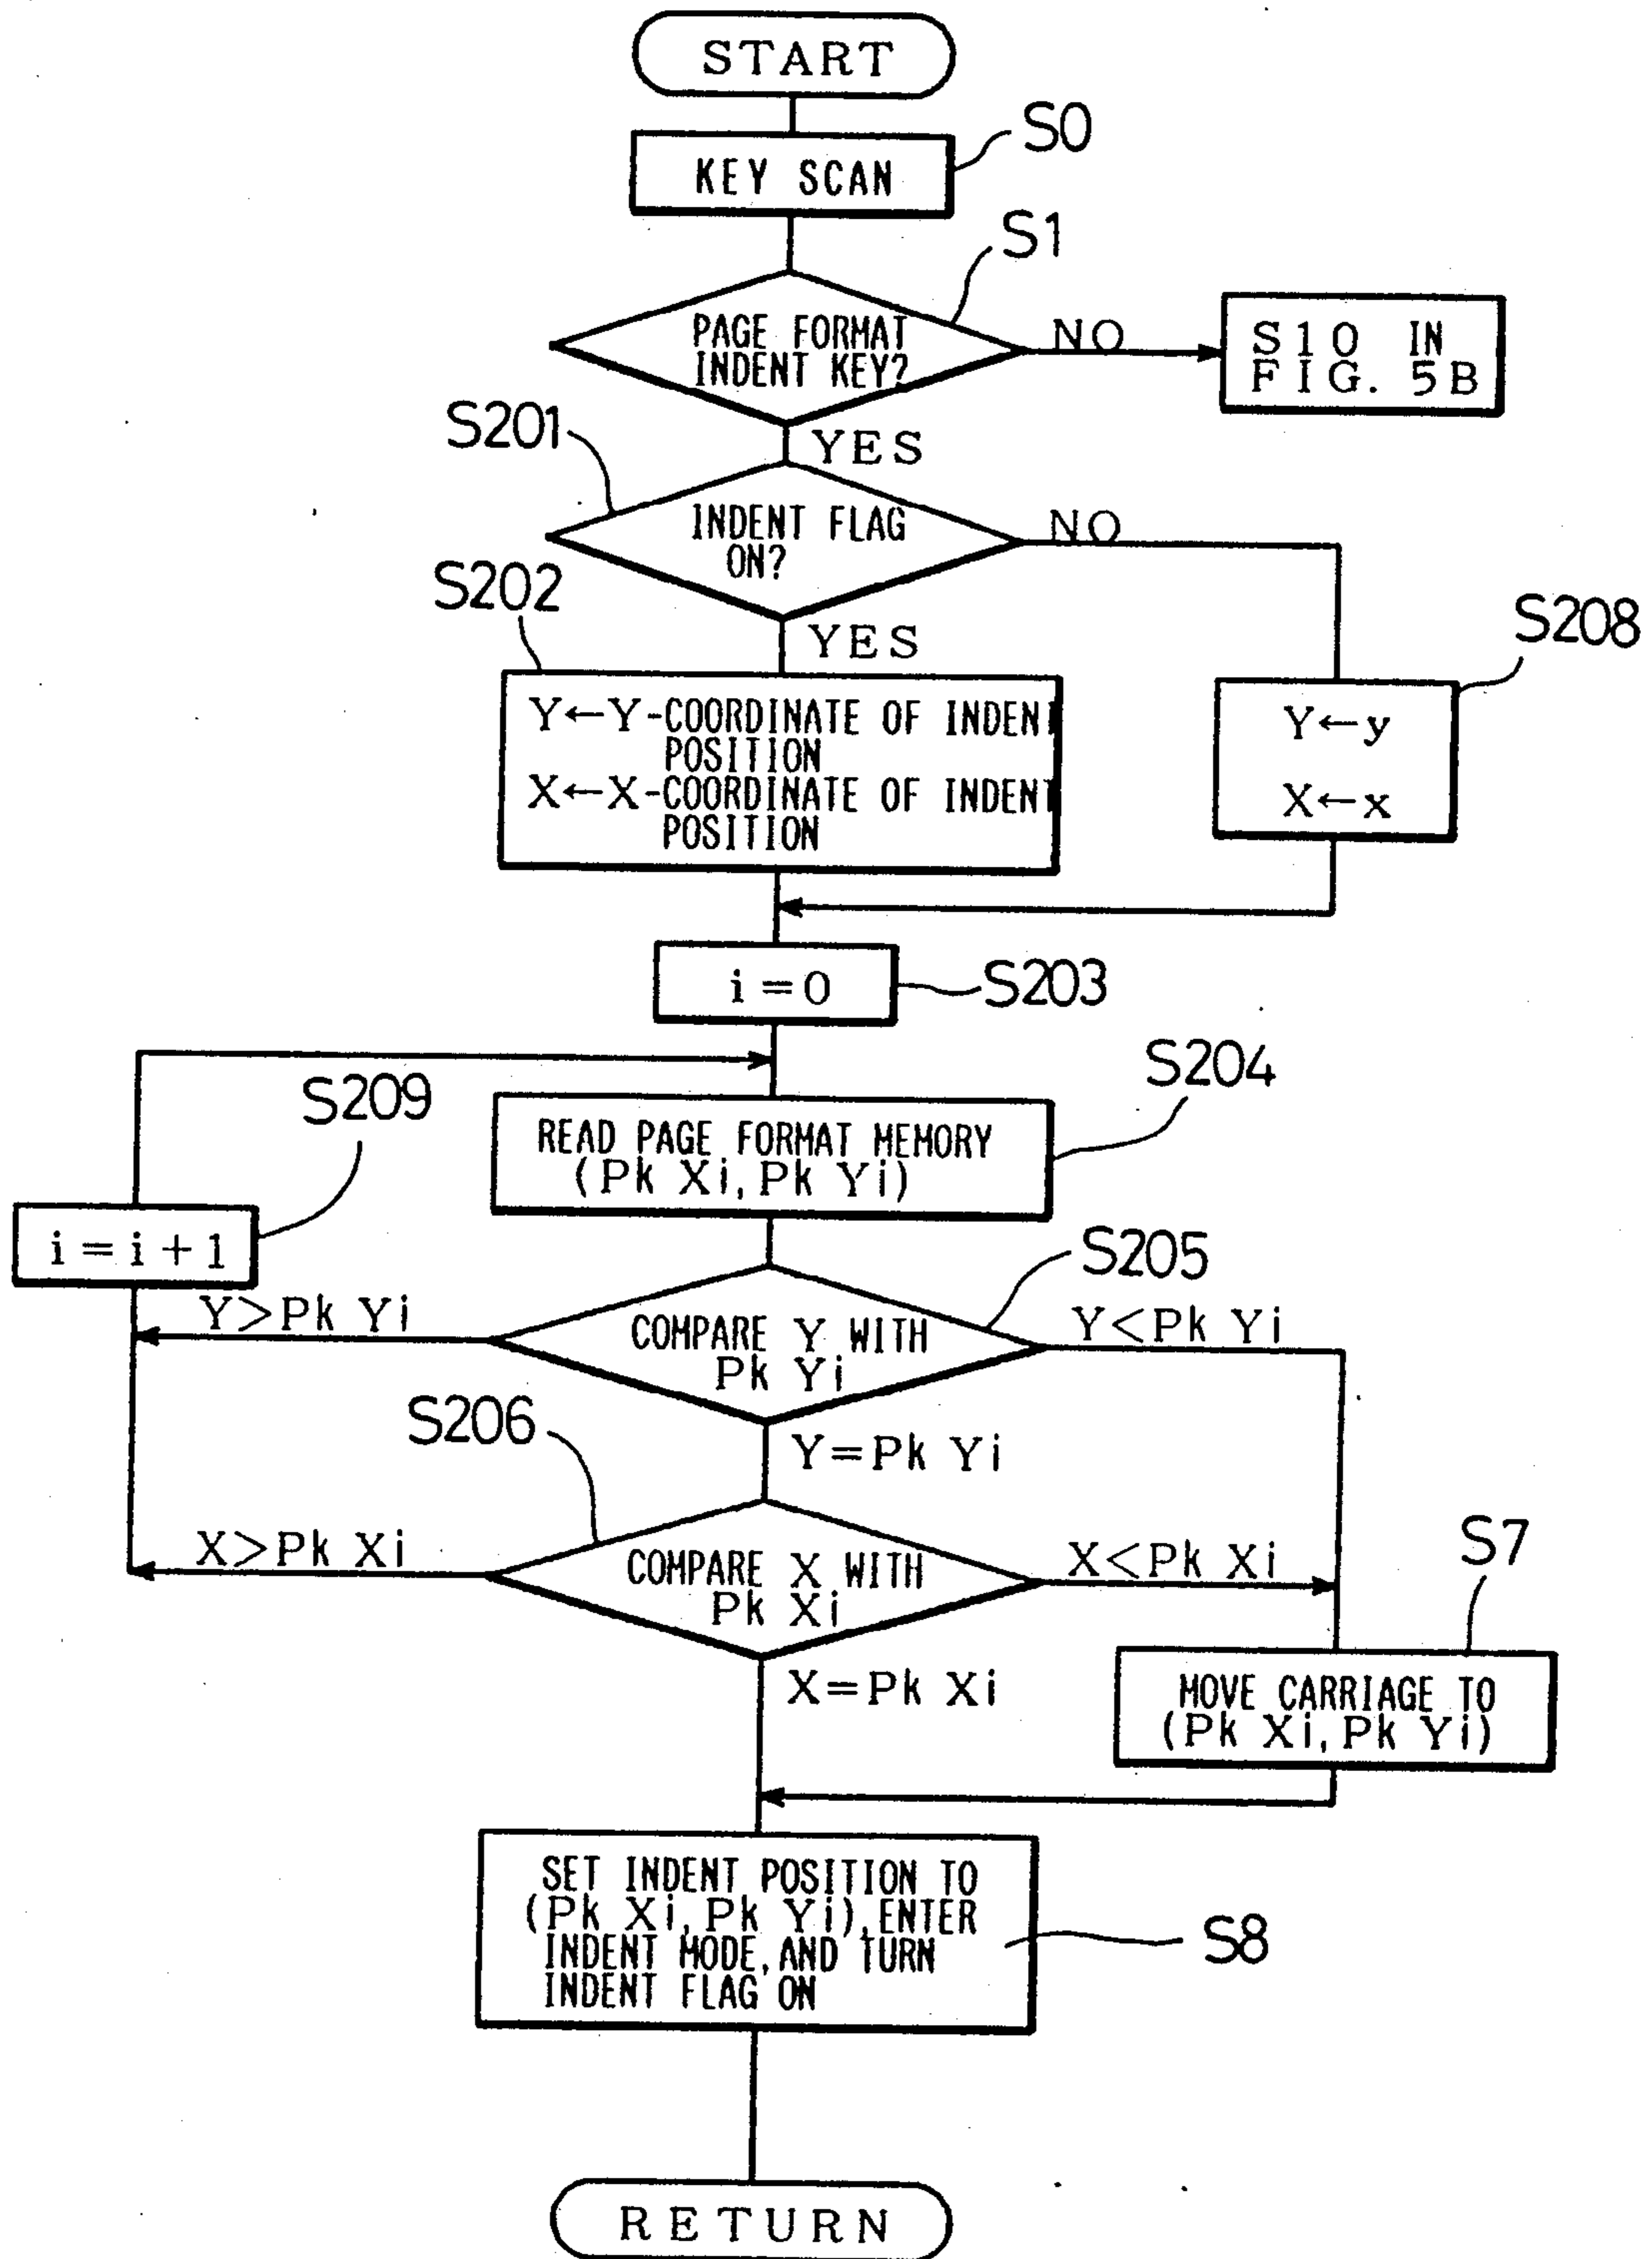 START
S0
KEY SCAN
S1
PAGE FORMAT
INDENT KEY?
NO
S10 IN
FIG. 5B
S201
YES
INDENT FLAG
ON?
NO
S202
YES
S208
Y←Y-COORDINATE OF INDENT
POSITION
X←X-COORDINATE OF INDENT
POSITION
Y←y
X←x
i=0
S203
S204
S209
READ PAGE FORMAT MEMORY
(Pk Xi, Pk Yi)
i=i+1
S205
Y>Pk Yi
COMPARE Y WITH
Pk Yi
Y<Pk Yi
S206
Y=Pk Yi
X>Pk Xi
COMPARE X WITH
Pk Xi
X<Pk Xi
S7
X=Pk Xi
MOVE CARRIAGE TO
(Pk Xi, Pk Yi)
SET INDENT POSITION TO
(Pk Xi, Pk Yi), ENTER
INDENT MODE, AND TURN
INDENT FLAG ON
S8
RETURN